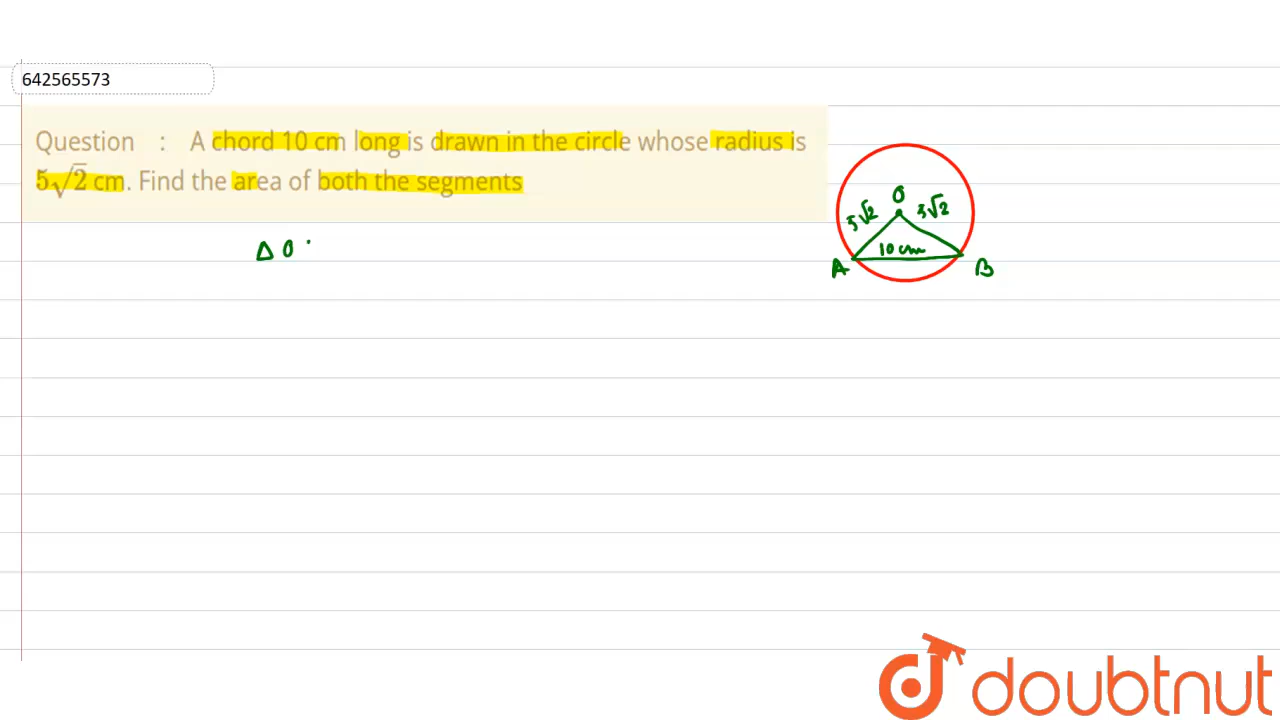 642565573
Question : A chord 10 cm long is drawn in the circle whose radius is
5√2 cm. Find the area of both the segments
Δ O
O
5√2 5√2
10 cm
A B
doubtnut